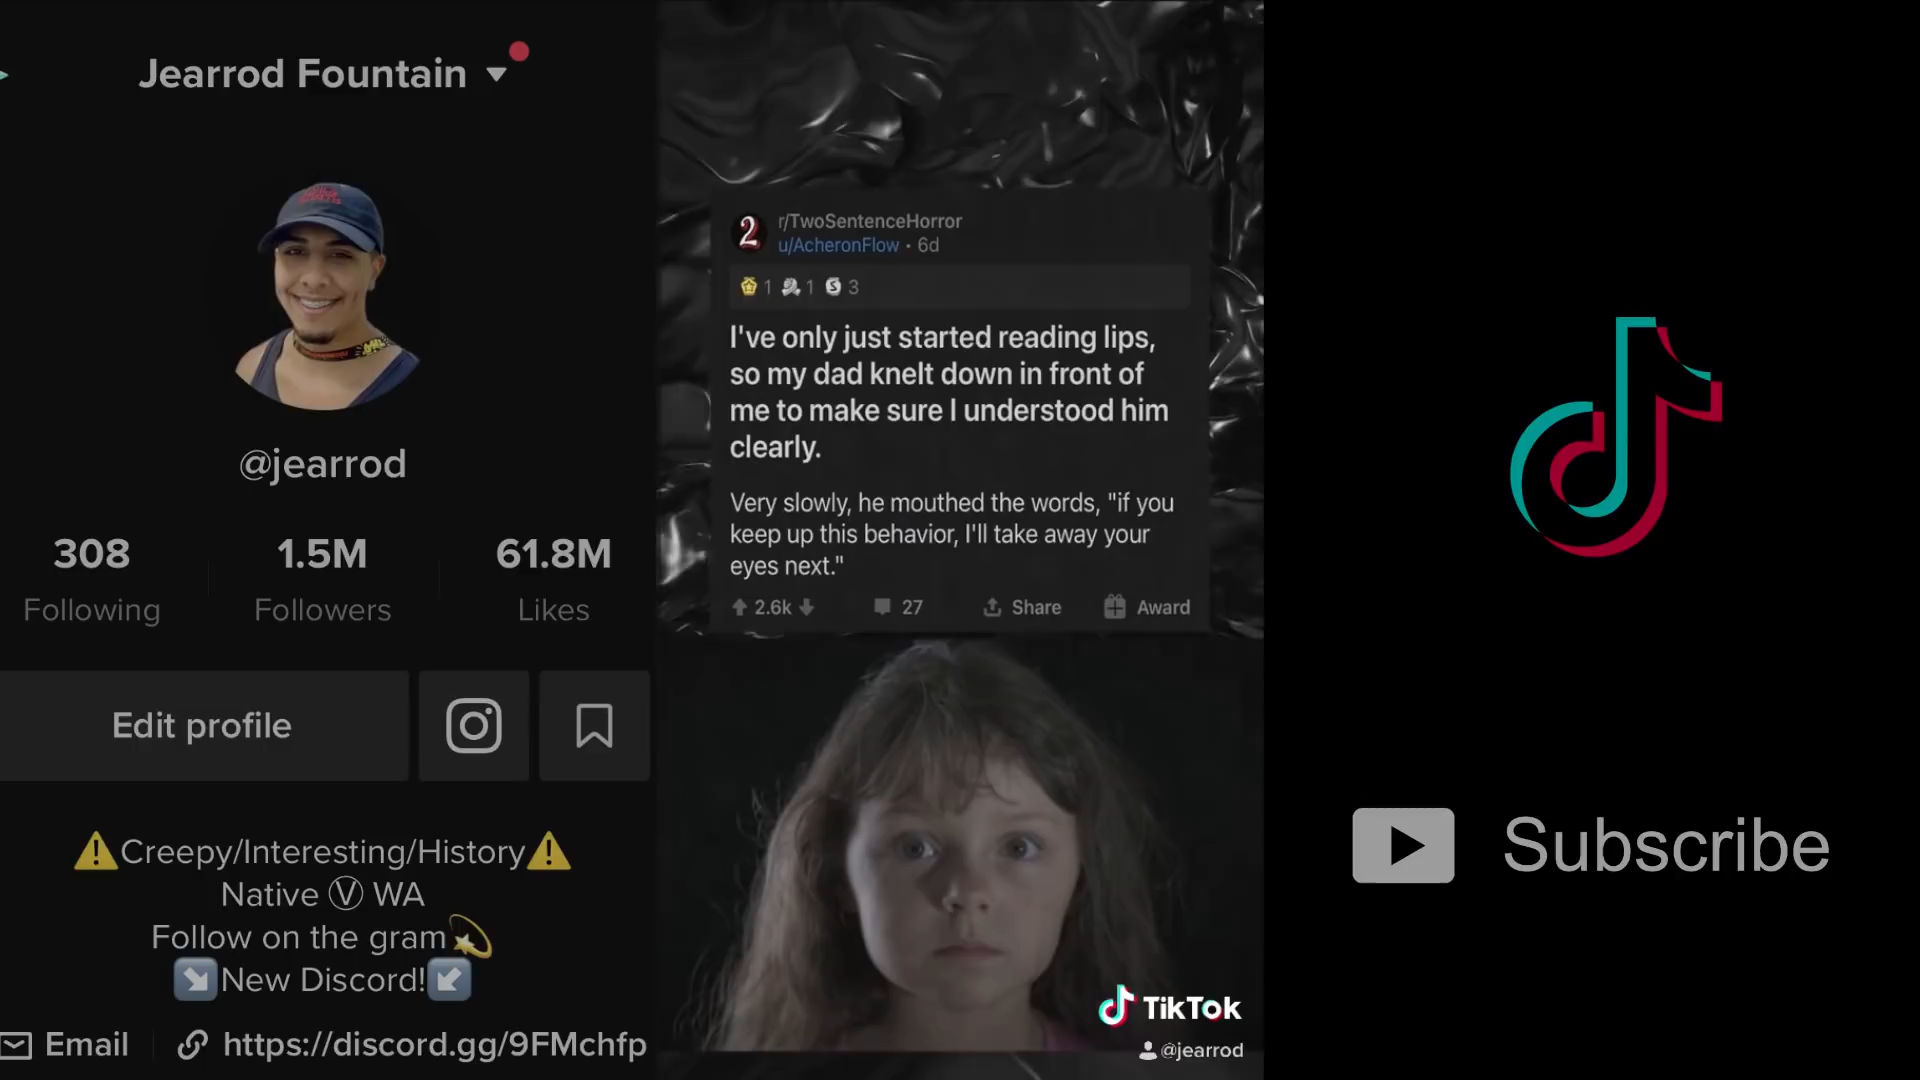 Jearrod Fountain
@jearrod
308
1.5M
61.8M
Following
Followers
Likes
Edit profile
⚠Creepy/Interesting/History⚠
Native Ⓥ WA
Follow on the gram💫
↘New Discord!↙
Email
https://discord.gg/9FMchfp
2
r/TwoSentenceHorror
u/AcheronFlow • 6d
1 1 S 3
I've only just started reading lips,
so my dad knelt down in front of
me to make sure I understood him
clearly.
Very slowly, he mouthed the words, "if you
keep up this behavior, I'll take away your
eyes next."
2.6k
27
Share
Award
TikTok
@jearrod
Subscribe